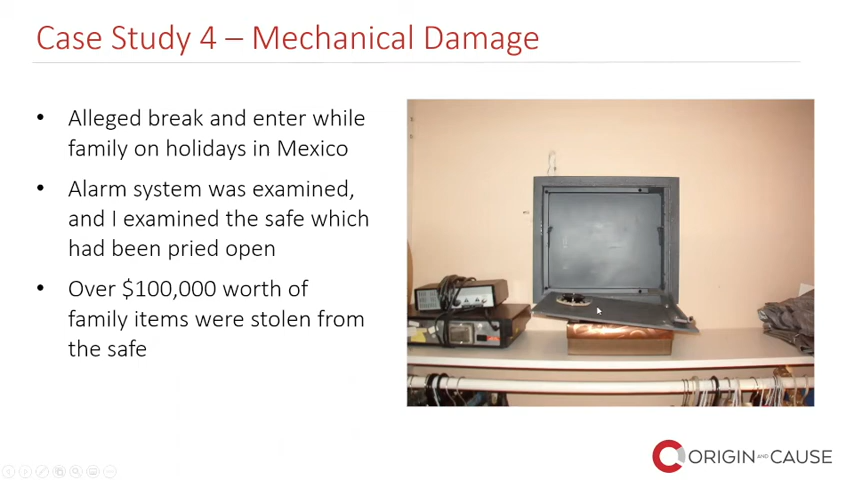 Case Study 4 – Mechanical Damage
• Alleged break and enter while
family on holidays in Mexico
• Alarm system was examined,
and I examined the safe which
had been pried open
• Over $100,000 worth of
family items were stolen from
the safe
ORIGIN AND CAUSE